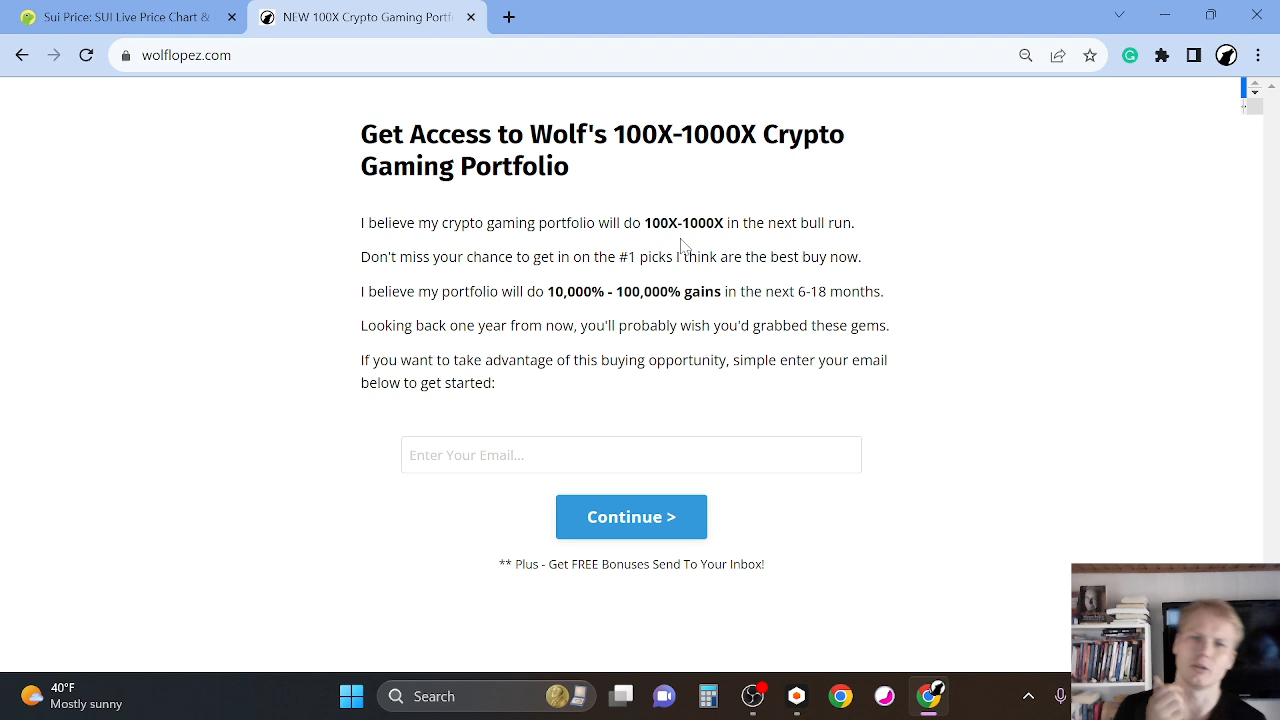 Sui Price: SUI Live Price Chart &
NEW 100X Crypto Gaming Portf
wolflopez.com
Get Access to Wolf's 100X-1000X Crypto
Gaming Portfolio
I believe my crypto gaming portfolio will do 100X-1000X in the next bull run.
Don't miss your chance to get in on the #1 picks I think are the best buy now.
I believe my portfolio will do 10,000% - 100,000% gains in the next 6-18 months.
Looking back one year from now, you'll probably wish you'd grabbed these gems.
If you want to take advantage of this buying opportunity, simple enter your email
below to get started:
Enter Your Email...
Continue >
** Plus - Get FREE Bonuses Send To Your Inbox!
40°F
Mostly sunny
Search